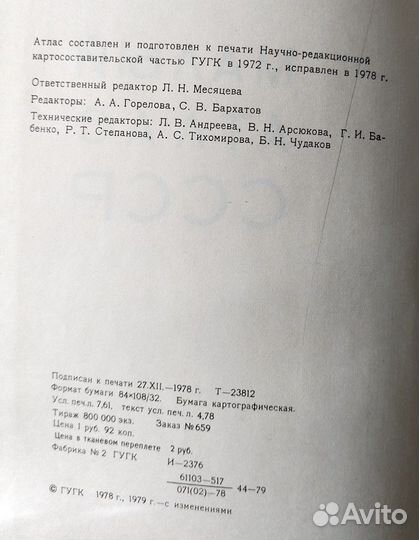 Атлас составлен и подготовлен к печати Научно-редакционной
картосоставительской частью ГУГК в 1972 г., исправлен в 1978 г.
Ответственный редактор Л. Н. Месяцева
Редакторы: А. А. Горелова, С. В. Бархатов
Технические редакторы: Л. В. Андреева, В. Н. Арсюкова, Г. И. Ба-
бенко, Р. Т. Степанова, А. С. Тихомирова, Б. Н. Чудаков
СССР
Подписан к печати 27.XII.—1978 г. Т—23812
Формат бумаги 84×108/32. Бумага картографическая.
Усл. печ.л. 7,61, текст усл. печ. л. 4,78
Тираж 800 000 экз. Заказ №659
Цена 1 руб. 92 коп.
Цена в тканевом переплете 2 руб.
Фабрика №2 ГУГК И—2376
61103—517
071(02)—78
44—79
© ГУГК 1978 г., 1979 г.—с изменениями
Avito